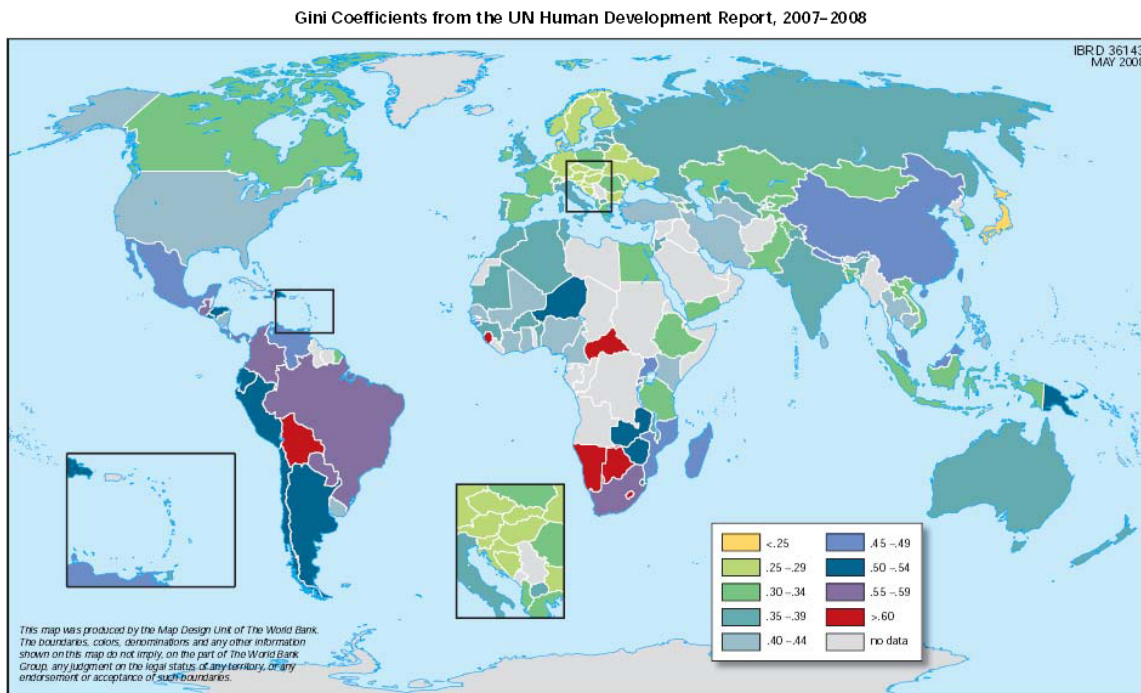 Gini Coefficients from the UN Human Development Report, 2007–2008
IBRD 36143
MAY 2008
<.25
.25 –.29
.30 –.34
.35 –.39
.40 –.44
.45 –.49
.50 –.54
.55 –.59
>.60
no data
This map was produced by the Map Design Unit of The World Bank.
The boundaries, colors, denominations and any other information
shown on this map do not imply, on the part of The World Bank
Group, any judgment on the legal status of any territory, or any
endorsement or acceptance of such boundaries.